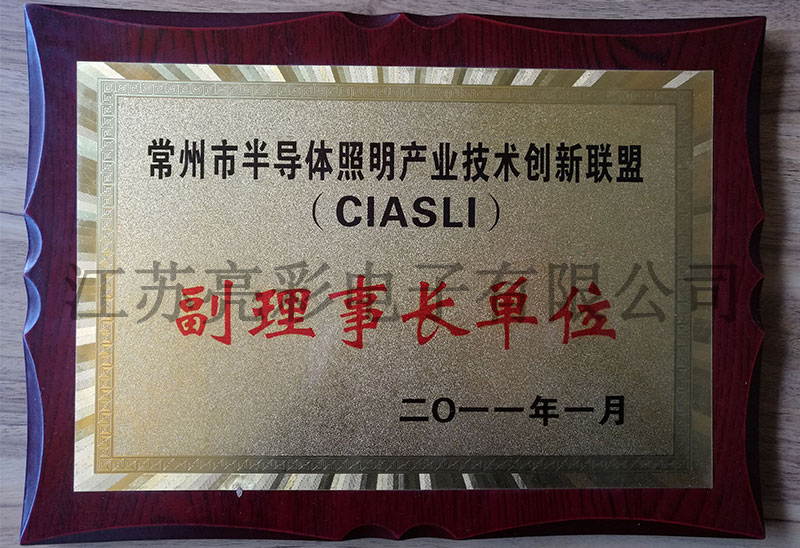 常州市半导体照明产业技术创新联盟
（CIASLI）
江苏亮彩电子有限公司
副理事长单位
二〇一一年一月